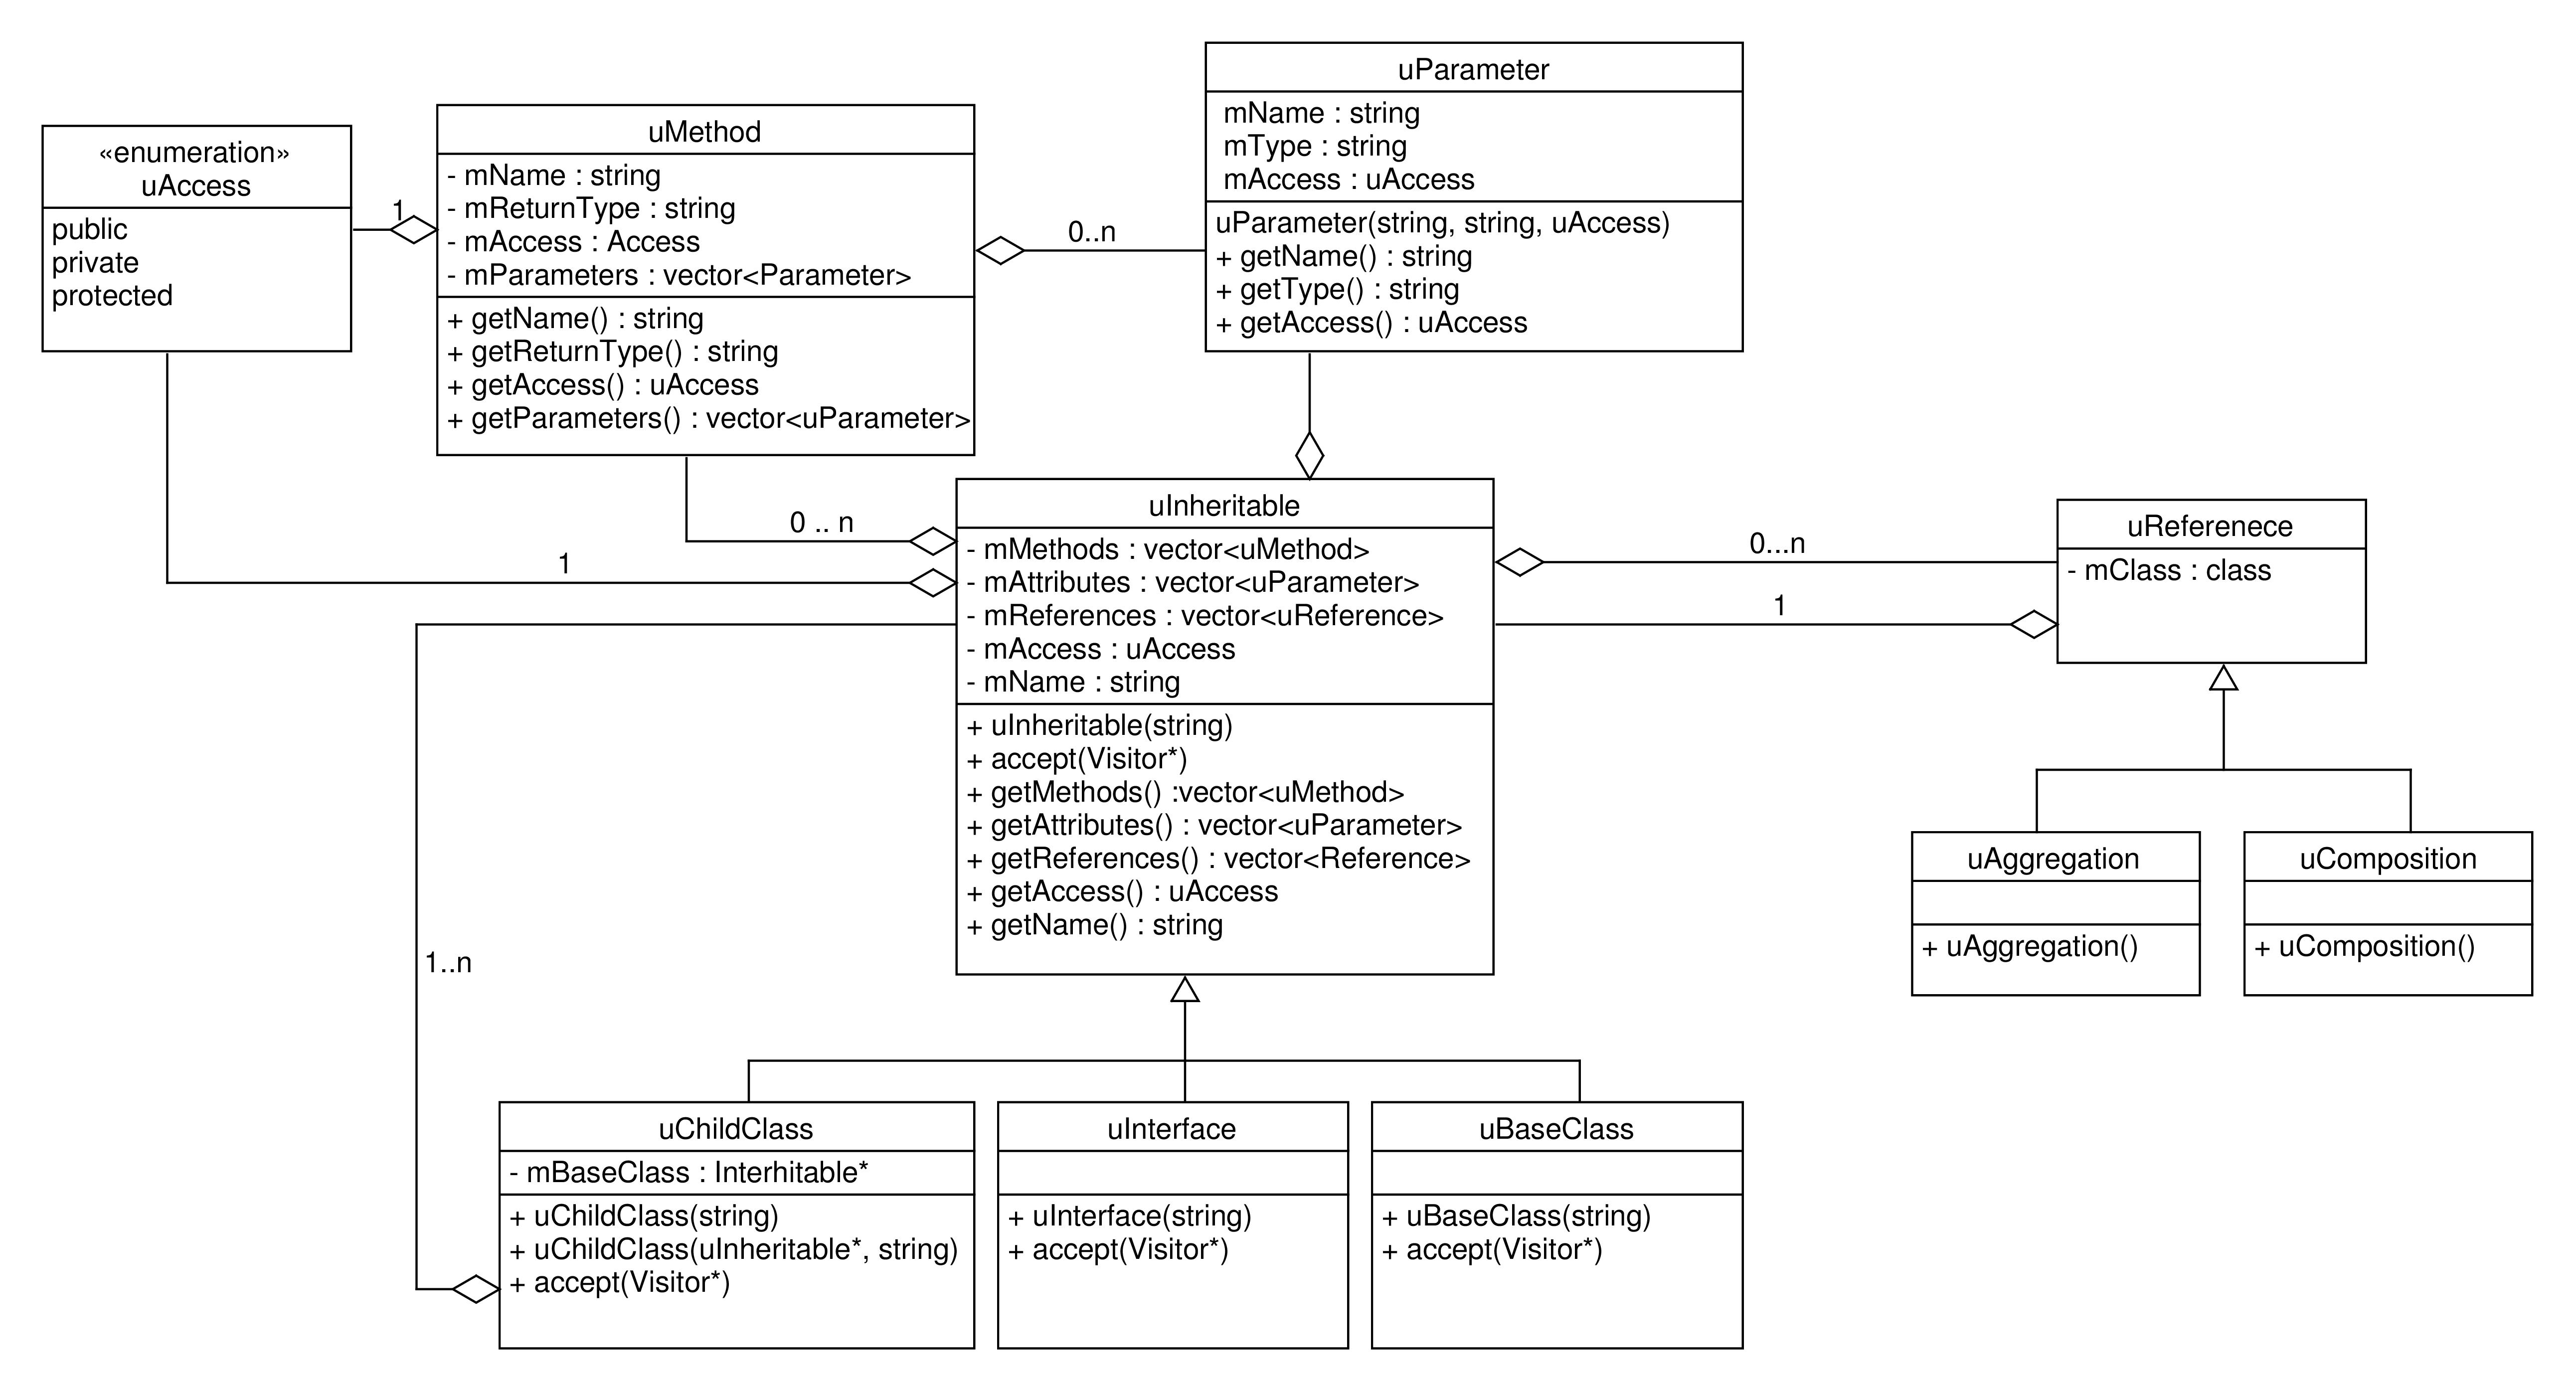 «enumeration»
uAccess
public
private
protected
1
uMethod
- mName : string
- mReturnType : string
- mAccess : Access
- mParameters : vector<Parameter>
+ getName() : string
+ getReturnType() : string
+ getAccess() : uAccess
+ getParameters() : vector<uParameter>
0..n
uParameter
mName : string
mType : string
mAccess : uAccess
uParameter(string, string, uAccess)
+ getName() : string
+ getType() : string
+ getAccess() : uAccess
0 .. n
1
uInheritable
- mMethods : vector<uMethod>
- mAttributes : vector<uParameter>
- mReferences : vector<uReference>
- mAccess : uAccess
- mName : string
+ uInheritable(string)
+ accept(Visitor*)
+ getMethods() :vector<uMethod>
+ getAttributes() : vector<uParameter>
+ getReferences() : vector<Reference>
+ getAccess() : uAccess
+ getName() : string
0...n
1
uReferenece
- mClass : class
uAggregation
+ uAggregation()
uComposition
+ uComposition()
1..n
uChildClass
- mBaseClass : Interhitable*
+ uChildClass(string)
+ uChildClass(uInheritable*, string)
+ accept(Visitor*)
uInterface
+ uInterface(string)
+ accept(Visitor*)
uBaseClass
+ uBaseClass(string)
+ accept(Visitor*)